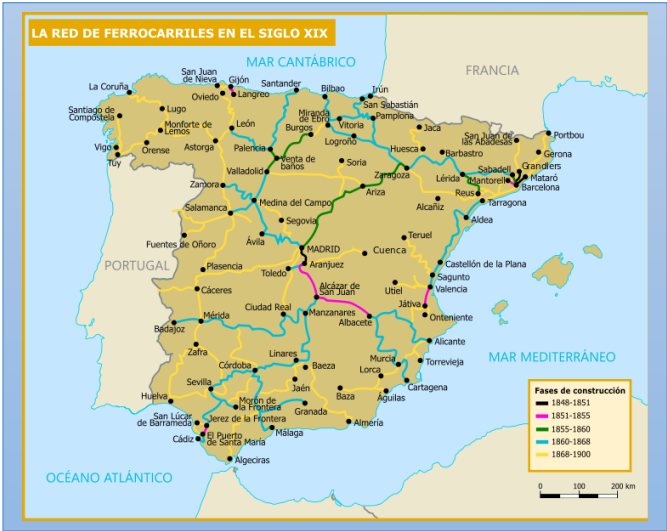 LA RED DE FERROCARRILES EN EL SIGLO XIX
MAR CANTÁBRICO
FRANCIA
San Juan
de Nieva
Gijón
La Coruña
Oviedo
Langreo
Santander
Bilbao
Irún
San Subastián
Santiago de
Compostela
Lugo
Monforte de
Lemos
León
Miranda
de Ebro
Vitoria
Pamplona
Burgos
Logroño
Jaca
San Juan de
las Abadesas
Portbou
Vigo
Tuy
Orense
Astorga
Palencia
Venta de
baños
Soria
Huesca
Barbastro
Gerona
Granollers
Sabadell
Mataró
Valladolid
Zaragoza
Lérida
Mantorell
Barcelona
Zamora
Medina del Campo
Ariza
Reus
Tarragona
Salamanca
Segovia
Alcañiz
Aldea
Fuentes de Oñoro
Ávila
MADRID
Teruel
Cuenca
PORTUGAL
Plasencia
Toledo
Aranjuez
Castellón de la Plana
Sagunto
Cáceres
Alcázar de
San Juan
Utiel
Valencia
Ciudad Real
Manzanares
Játiva
Onteniente
Badajoz
Mérida
Albacete
Alicante
MAR MEDITERRÁNEO
Zafra
Linares
Baeza
Murcia
Torrevieja
Córdoba
Lorca
Sevilla
Jaén
Baza
Cartagena
Huelva
Morón de
la Frontera
Granada
Águilas
San Lúcar
de Barrameda
Jerez de la Frontera
Almería
Cádiz
El Puerto
de Santa María
Málaga
Algeciras
OCÉANO ATLÁNTICO
Fases de construcción
1848-1851
1851-1855
1855-1860
1860-1868
1868-1900
0
100
200 km